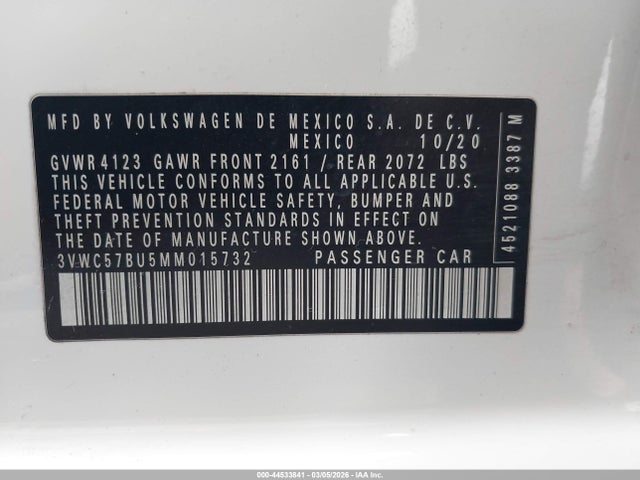 MFD BY VOLKSWAGEN DE MEXICO S.A. DE C.V.
MEXICO 10/20
GVWR 4123 GAWR FRONT 2161 / REAR 2072 LBS
THIS VEHICLE CONFORMS TO ALL APPLICABLE U.S.
FEDERAL MOTOR VEHICLE SAFETY, BUMPER AND
THEFT PREVENTION STANDARDS IN EFFECT ON
THE DATE OF MANUFACTURE SHOWN ABOVE.
3VWC57BU5MM015732 PASSENGER CAR
4521088 3387 M
000-44533841 - 03/05/2026 - IAA Inc.